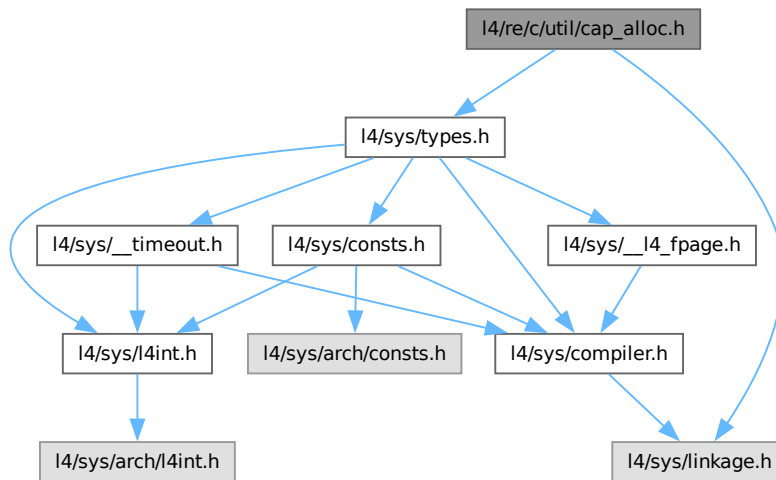 l4/re/c/util/cap_alloc.h
l4/sys/types.h
l4/sys/__timeout.h
l4/sys/consts.h
l4/sys/__l4_fpage.h
l4/sys/l4int.h
l4/sys/arch/consts.h
l4/sys/compiler.h
l4/sys/arch/l4int.h
l4/sys/linkage.h